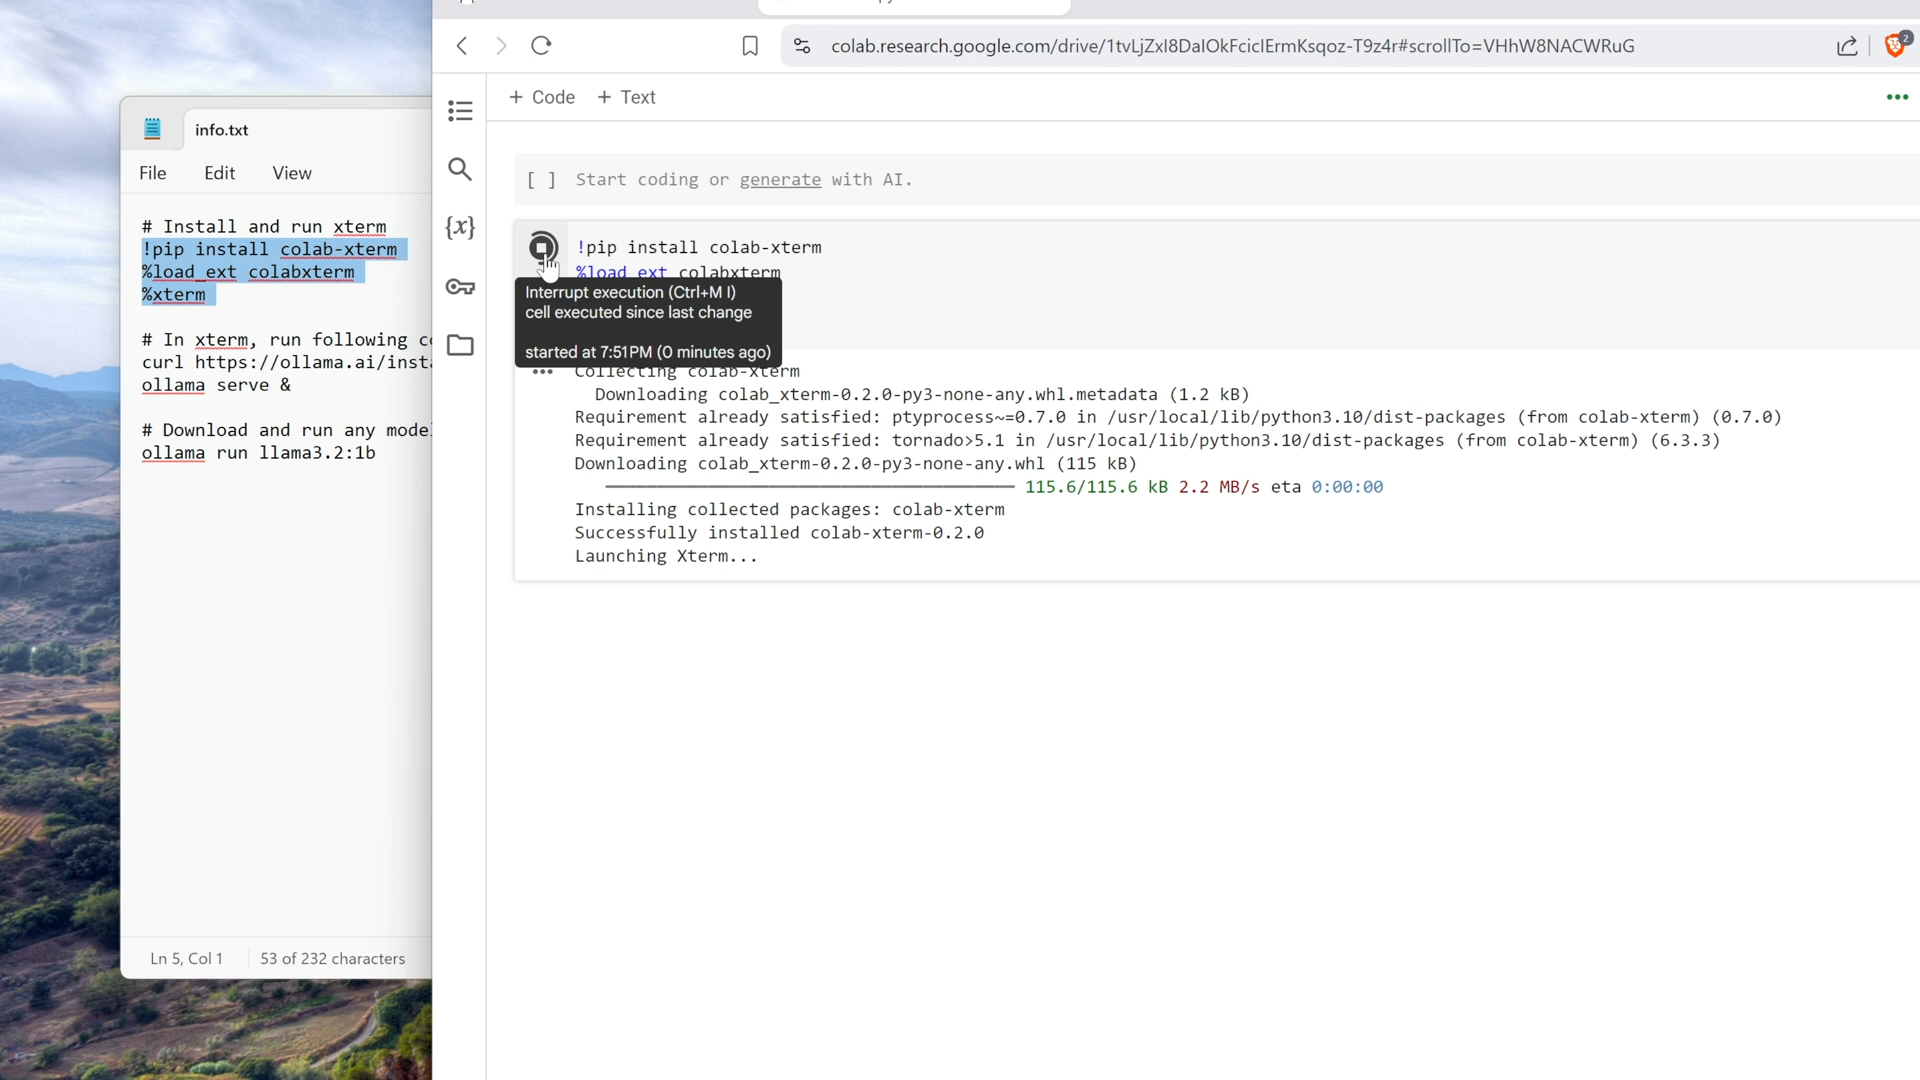 info.txt
File Edit View
# Install and run xterm
!pip install colab-xterm
%load_ext colabxterm
%xterm
# In xterm, run following
curl https://ollama.ai/
ollama serve &
# Download and run any
ollama run llama3.2:1b
Ln 5, Col 1 53 of 232 characters
colab.research.google.com/drive/1tvLjZxI8DaIOkFcicIErmKsqoz-T9z4r#scrollTo=VHhW8NACWRuG
2
+ Code + Text
{x}
[ ] Start coding or generate with AI.
!pip install colab-xterm
%load_ext colabxterm
Interrupt execution (Ctrl+M I)
cell executed since last change
started at 7:51PM (0 minutes ago)
Collecting colab-xterm
Downloading colab_xterm-0.2.0-py3-none-any.whl.metadata (1.2 kB)
Requirement already satisfied: ptyprocess~=0.7.0 in /usr/local/lib/python3.10/dist-packages (from colab-xterm) (0.7.0)
Requirement already satisfied: tornado>5.1 in /usr/local/lib/python3.10/dist-packages (from colab-xterm) (6.3.3)
Downloading colab_xterm-0.2.0-py3-none-any.whl (115 kB)
115.6/115.6 kB 2.2 MB/s eta 0:00:00
Installing collected packages: colab-xterm
Successfully installed colab-xterm-0.2.0
Launching Xterm...